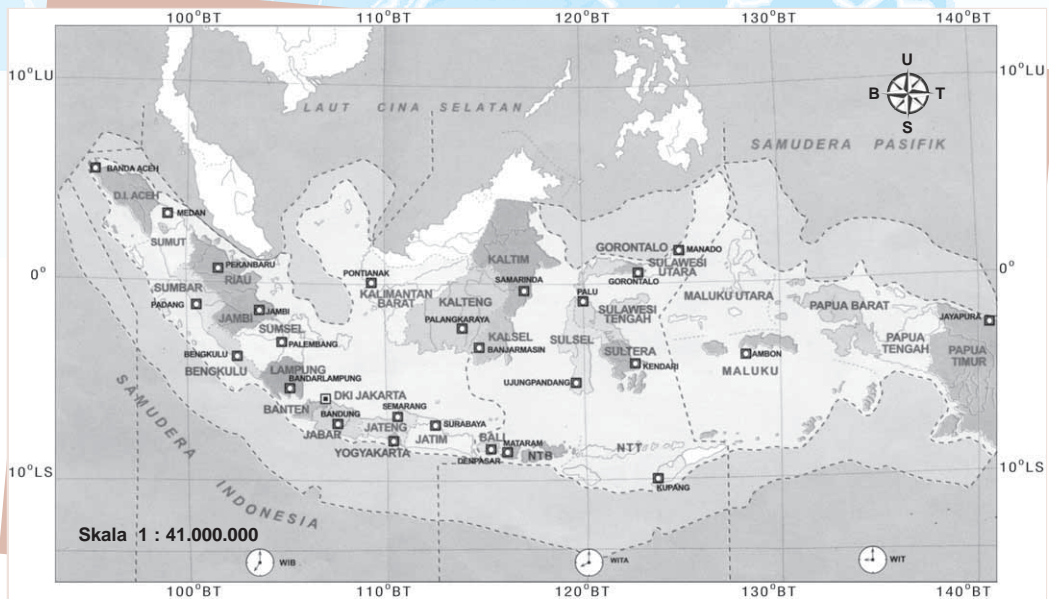 100°BT
110°BT
120°BT
130°BT
140°BT
10°LU
10°LU
U
B
T
S
LAUT CINA SELATAN
SAMUDERA PASIFIK
BANDA ACEH
D.I. ACEH
MEDAN
SUMUT
GORONTALO
MANADO
SULAWESI
UTARA
KALTIM
PEKANBARU
RIAU
0°
0°
PONTIANAK
SAMARINDA
GORONTALO
SUMBAR
KALIMANTAN
BARAT
KALTENG
PALU
MALUKU UTARA
PADANG
PAPUA BARAT
JAMBI
JAMBI
SULAWESI
TENGAH
JAYAPURA
PALANGKARAYA
SUMSEL
KALSEL
SULSEL
PAPUA
TENGAH
PALEMBANG
BANJARMASIN
SULTERA
AMBON
PAPUA
TIMUR
BENGKULU
BENGKULU
KENDARI
MALUKU
LAMPUNG
BANDARLAMPUNG
UJUNGPANDANG
DKI JAKARTA
BANTEN
SEMARANG
BANDUNG
SURABAYA
JABAR
JATENG
JATIM
BALI
MATARAM
YOGYAKARTA
DENPASAR
NTB
NTT
10°LS
10°LS
KUPANG
SAMUDERA
INDONESIA
Skala 1 : 41.000.000
WIB
WITA
WIT
100°BT
110°BT
120°BT
130°BT
140°BT